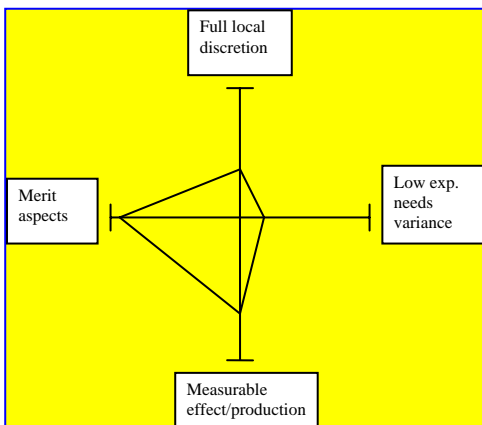 Full local
discretion
Merit
aspects
Low exp.
needs
variance
Measurable
effect/production